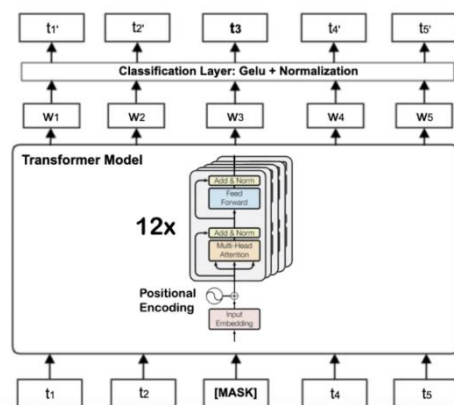 t1' t2' t3 t4' t5'
Classification Layer: Gelu + Normalization
w1 w2 w3 w4 w5
Transformer Model
Add & Norm
Feed
Forward
12x
Add & Norm
Multi-Head
Attention
Positional
Encoding
Input
Embedding
t1 t2 [MASK] t4 t5